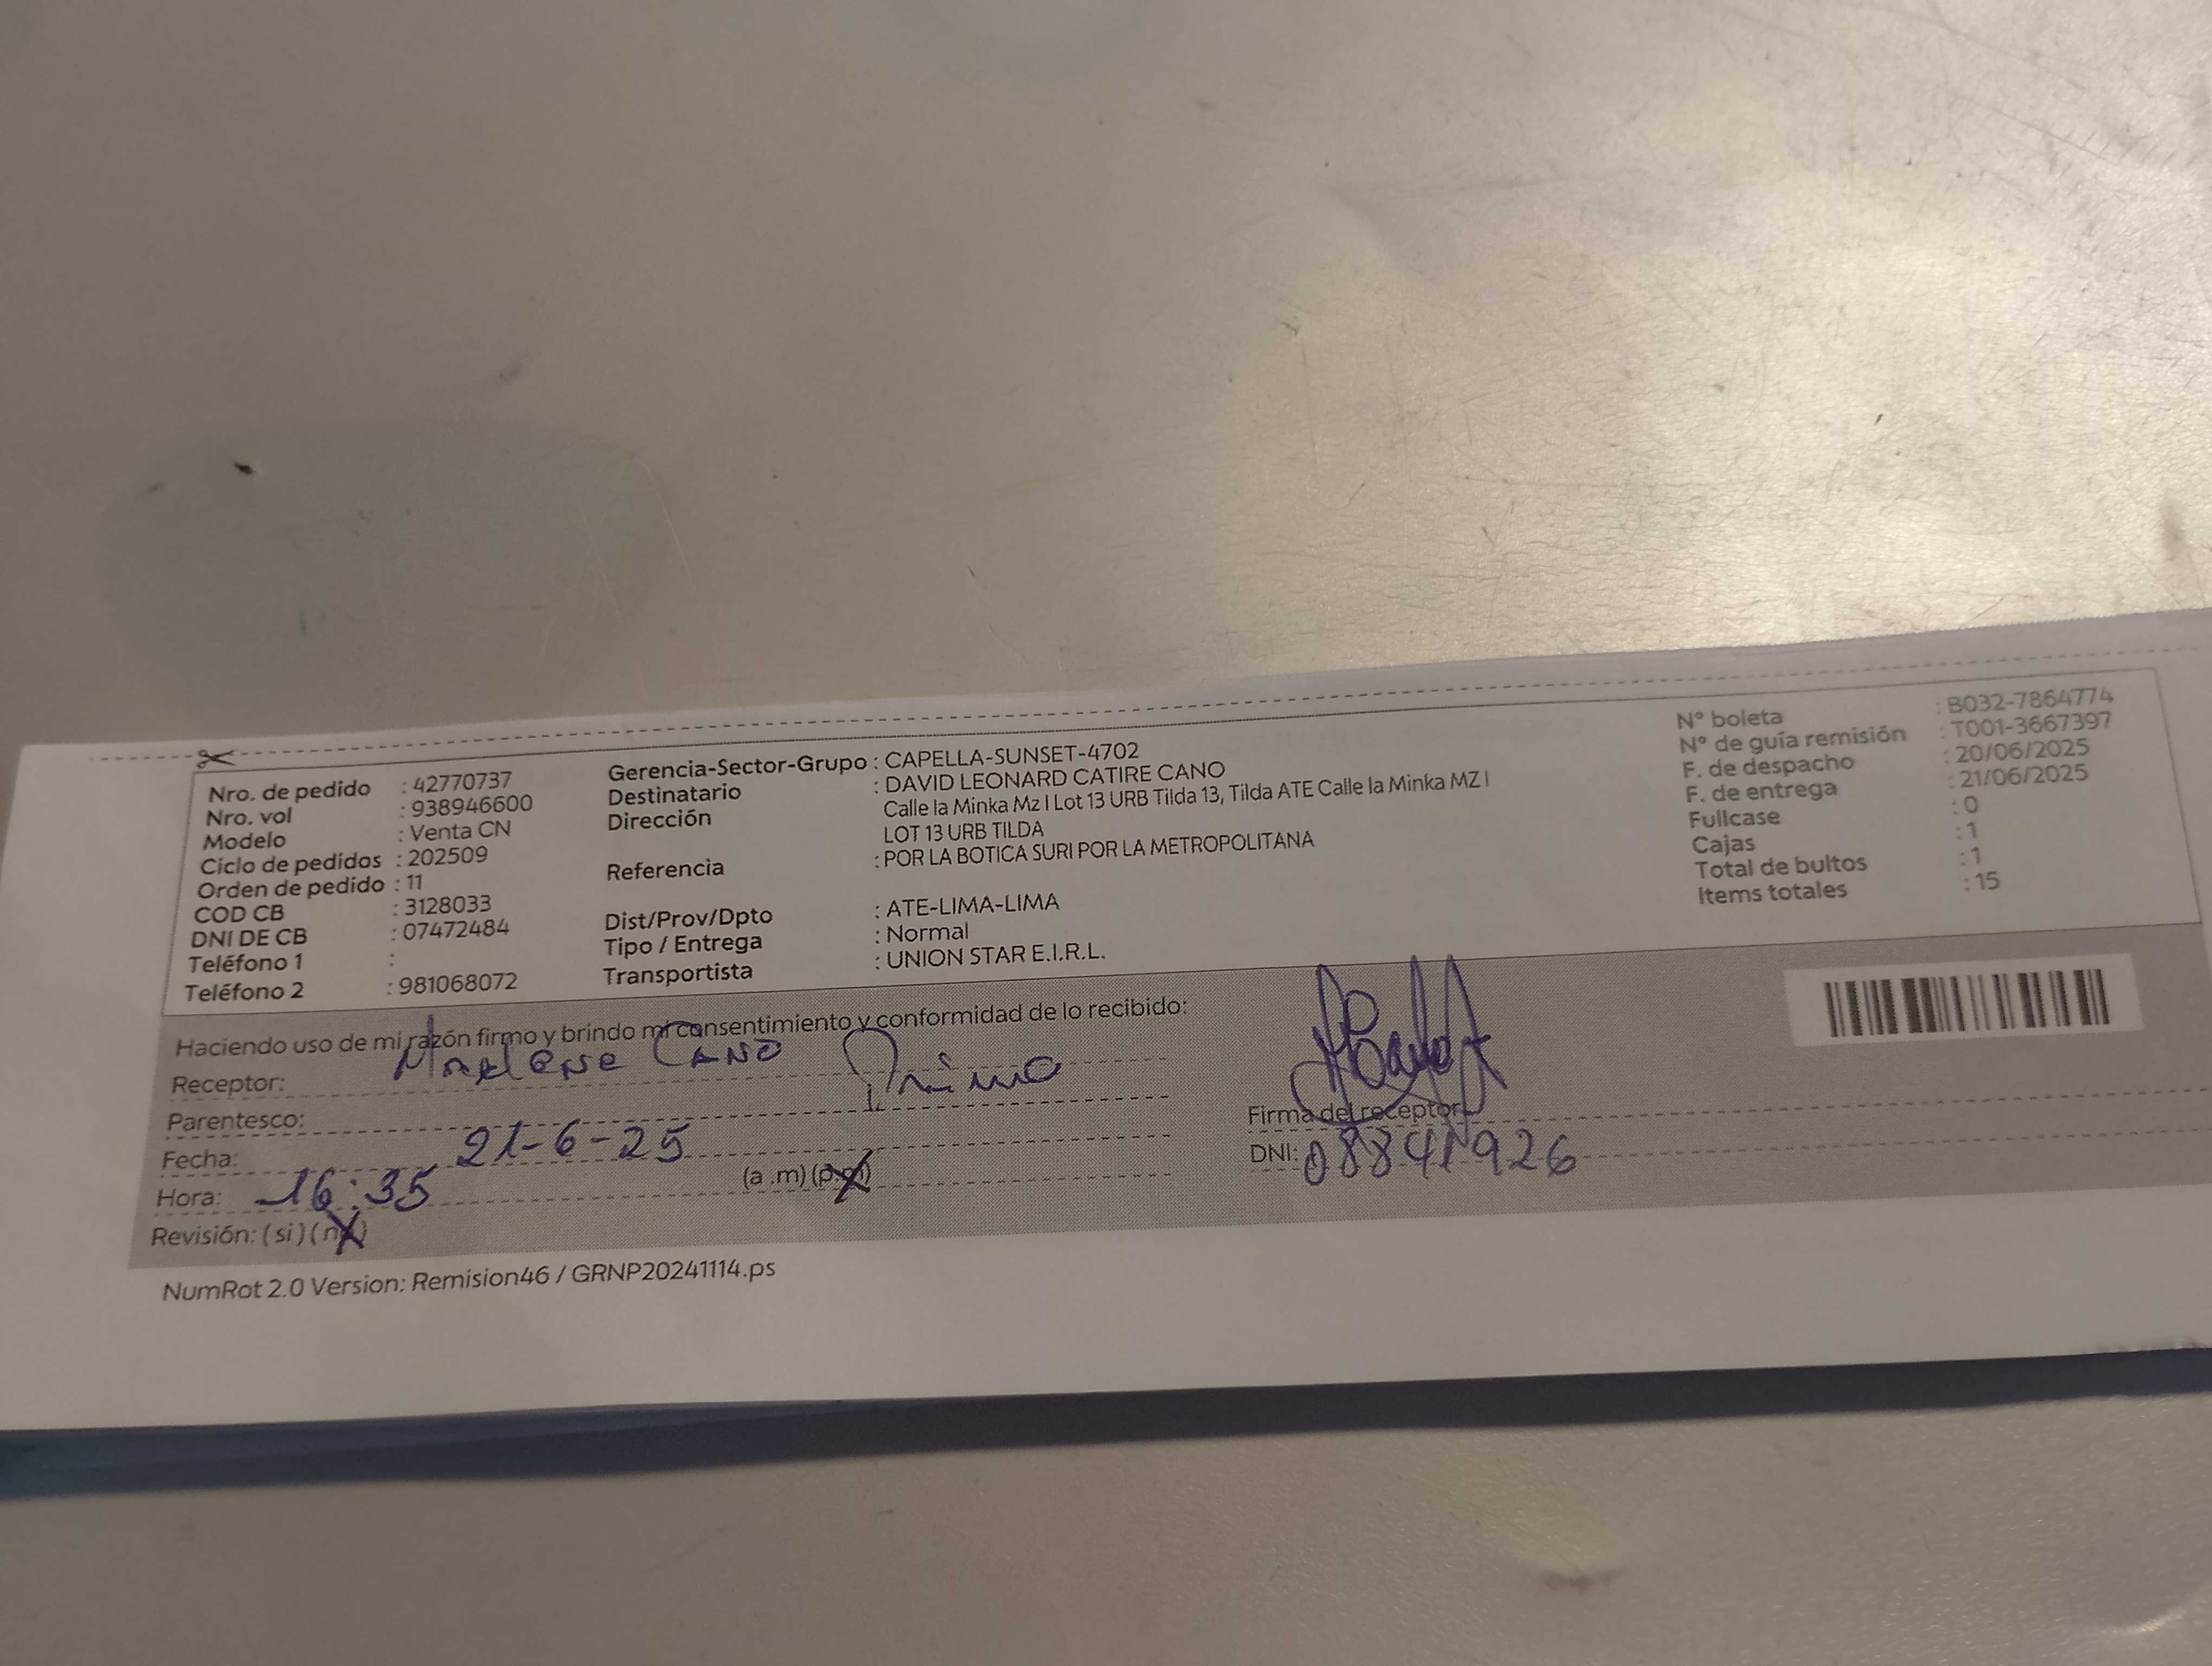 Nro. de pedido : 42770737
Nro. vol : 938946600
Modelo : Venta CN
Ciclo de pedidos : 202509
Orden de pedido : 11
COD CB : 3128033
DNI DE CB : 07472484
Teléfono 1 :
Teléfono 2 : 981068072
Gerencia-Sector-Grupo : CAPELLA-SUNSET-4702
Destinatario : DAVID LEONARD CATIRE CANO
Dirección Calle la Minka Mz I Lot 13 URB Tilda 13, Tilda ATE Calle la Minka MZ I
LOT 13 URB TILDA
Referencia : POR LA BOTICA SURI POR LA METROPOLITANA
Dist/Prov/Dpto : ATE-LIMA-LIMA
Tipo / Entrega : Normal
Transportista : UNION STAR E.I.R.L.
N° boleta : B032-7864774
N° de guía remisión : T001-3667397
F. de despacho : 20/06/2025
F. de entrega : 21/06/2025
Fullcase : 0
Cajas : 1
Total de bultos : 1
Items totales : 15
Haciendo uso de mi razón firmo y brindo mi consentimiento y conformidad de lo recibido:
Receptor: Marlene Cano
Parentesco: Prima
Fecha: 21-6-25
Hora: 16:35 (a .m) (p.m)
Revisión: ( si ) ( no )
Firma del receptor
DNI: 08841926
NumRot 2.0 Version: Remision46 / GRNP20241114.ps